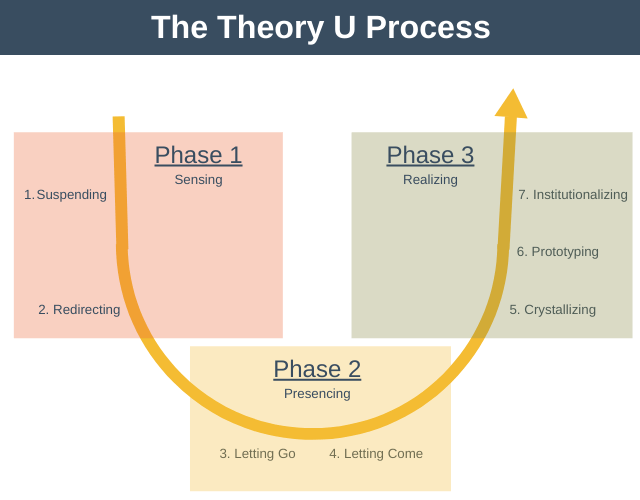 The Theory U Process
Phase 1
Sensing
1.Suspending
2. Redirecting
Phase 2
Presencing
3. Letting Go
4. Letting Come
Phase 3
Realizing
7. Institutionalizing
6. Prototyping
5. Crystallizing